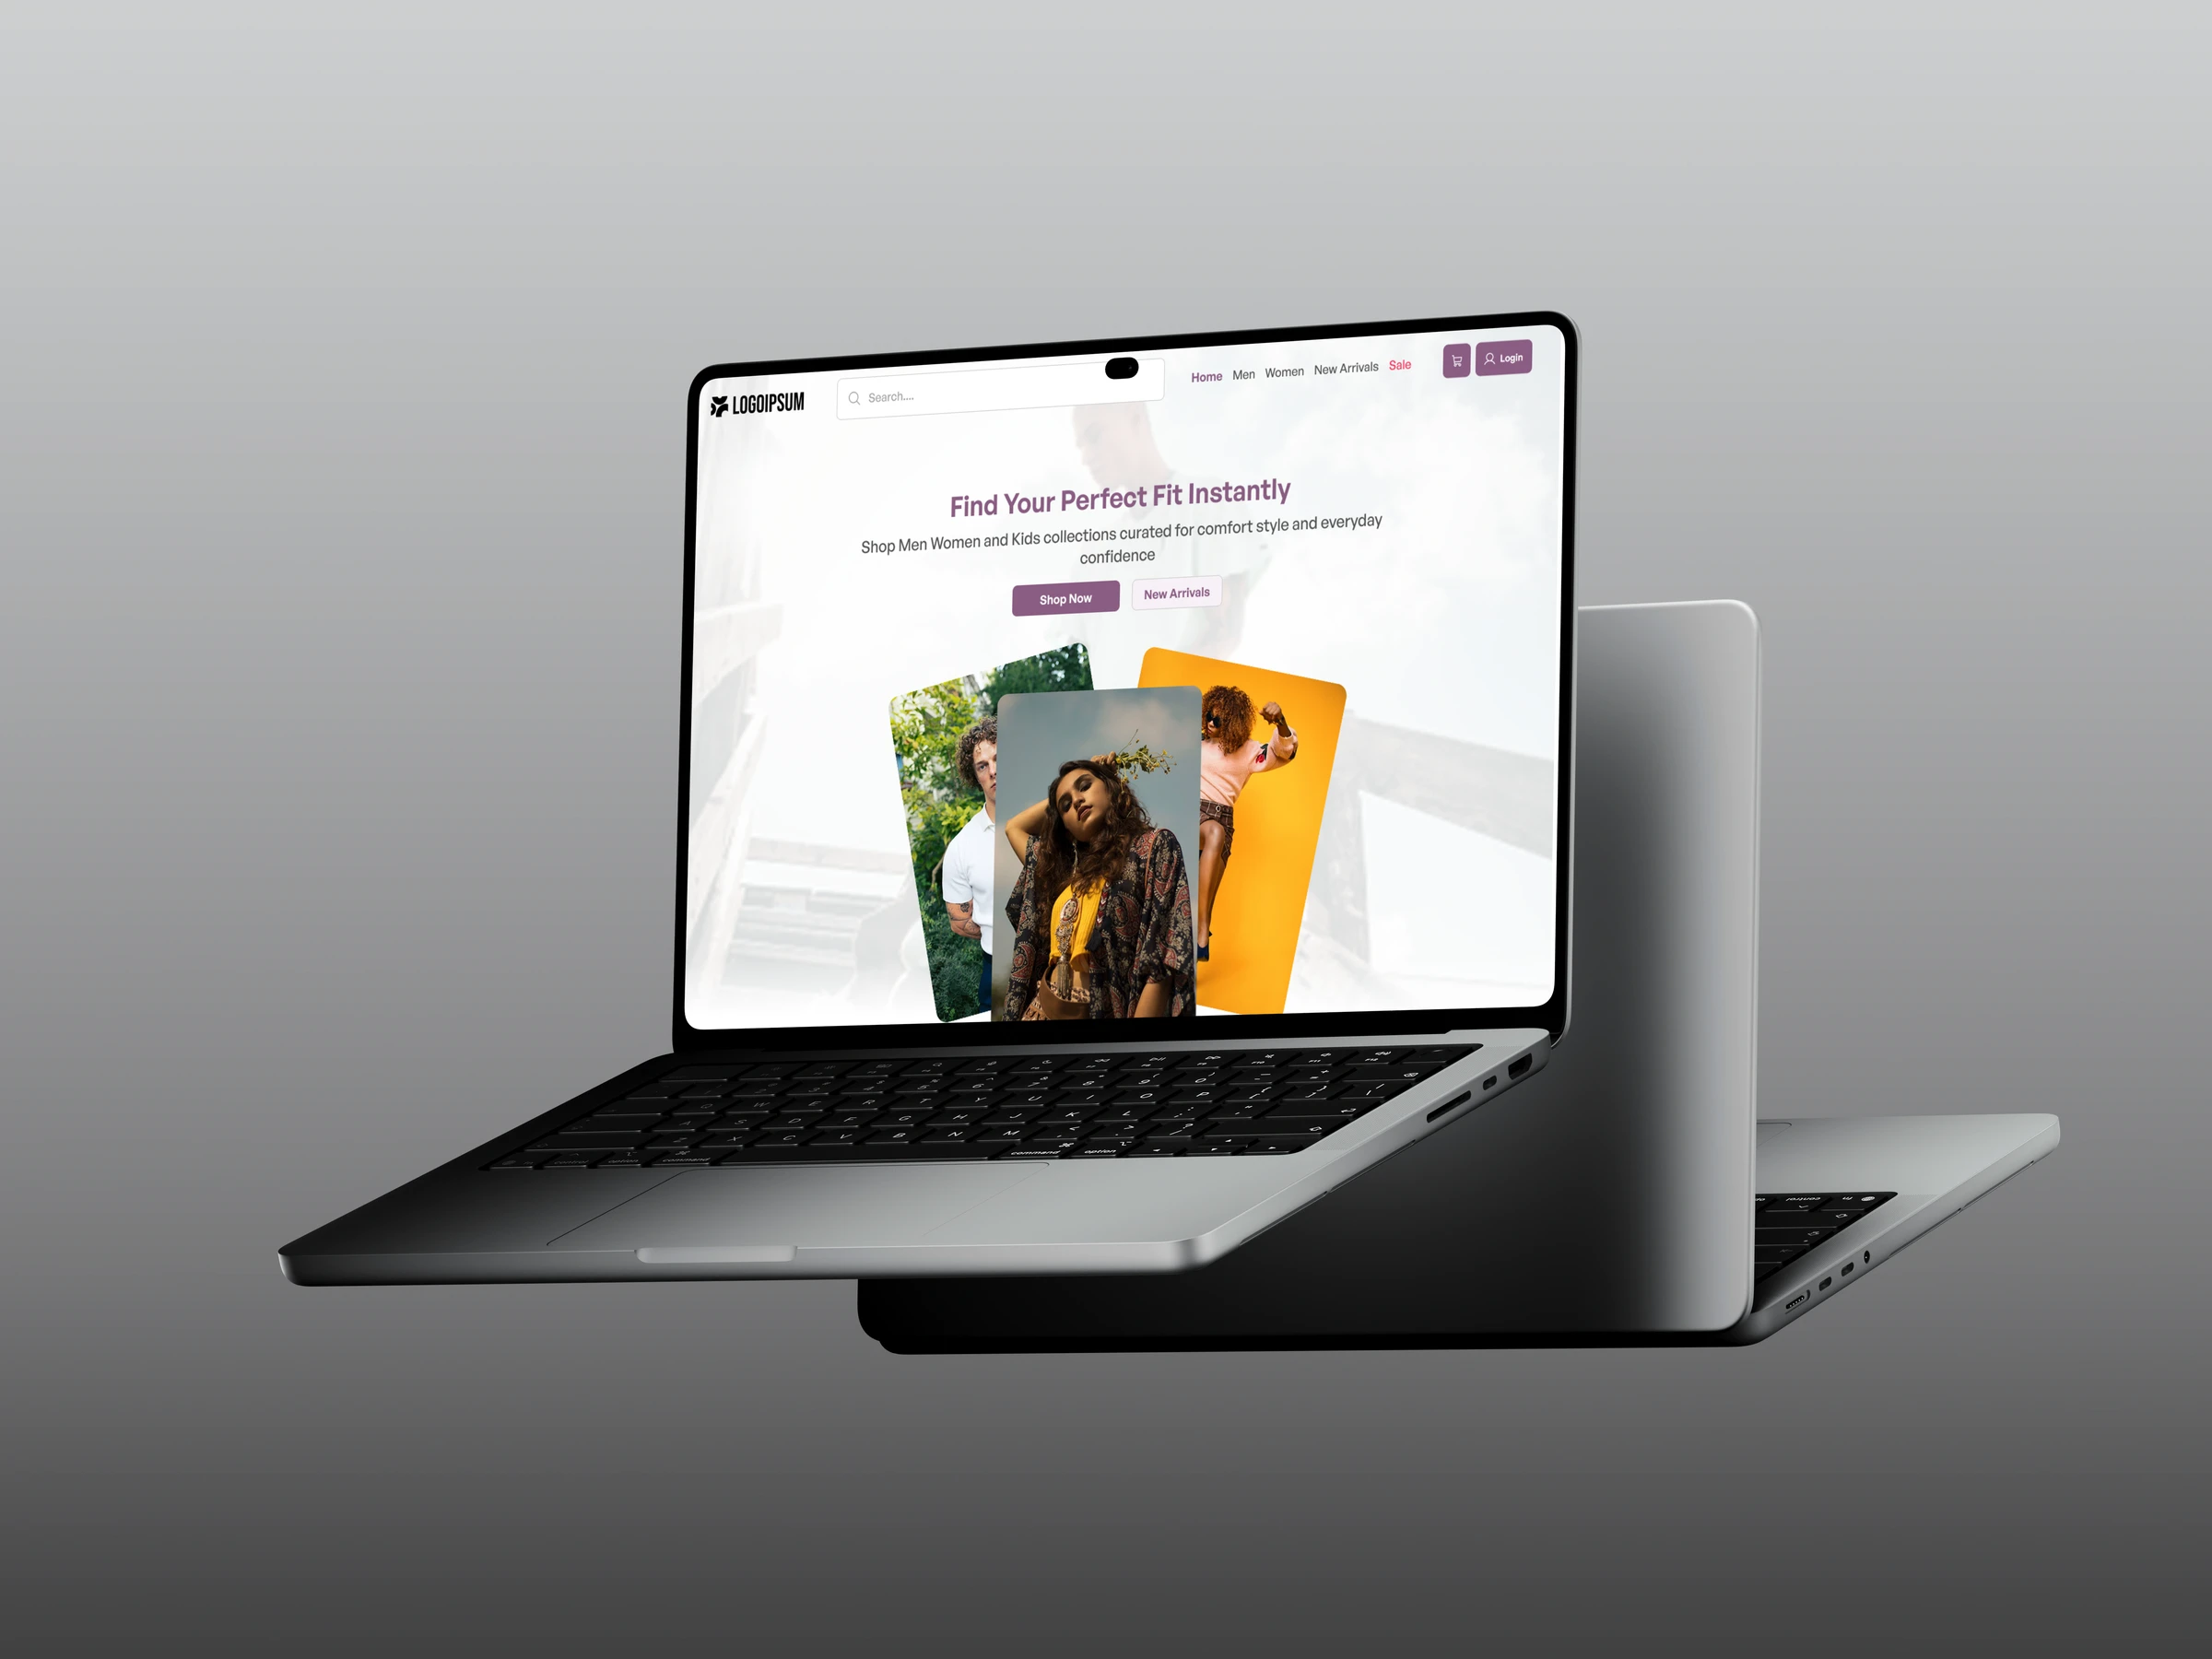 LOGOIPSUM
Search....
Home Men Women New Arrivals Sale
Login
Find Your Perfect Fit Instantly
Shop Men Women and Kids collections curated for comfort style and everyday
confidence
Shop Now
New Arrivals
Q W E R T Y U I O P
A S D F G H J K L
Z X C V B N M
command option
control